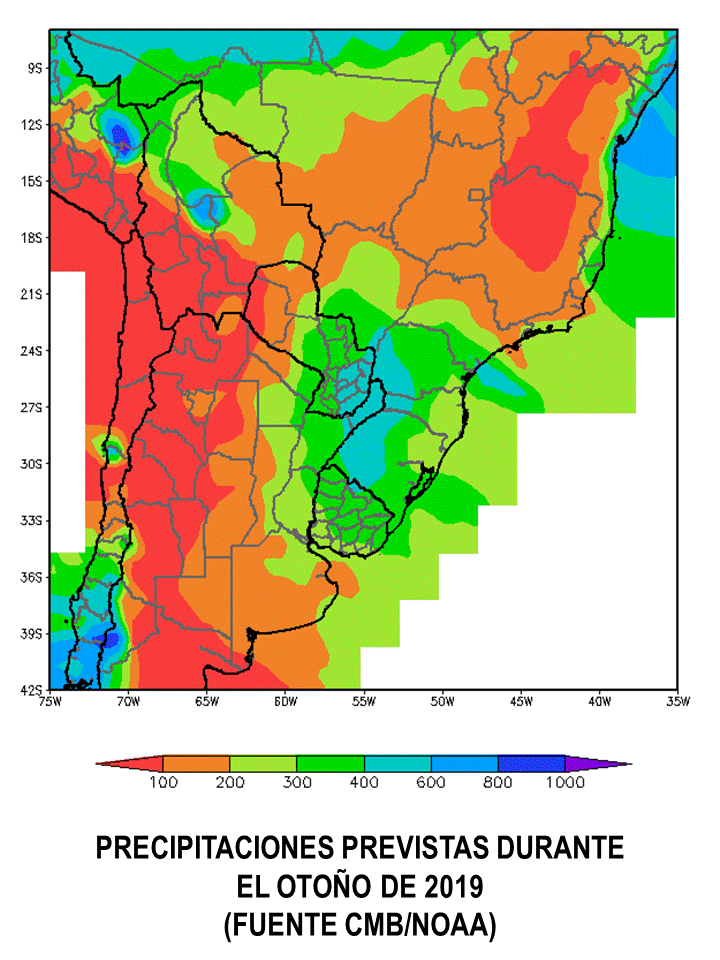 9S
12S
15S
18S
21S
24S
27S
30S
33S
36S
39S
42S
75W 70W 65W 60W 55W 50W 45W 40W 35W
100 200 300 400 600 800 1000
PRECIPITACIONES PREVISTAS DURANTE
EL OTOÑO DE 2019
(FUENTE CMB/NOAA)